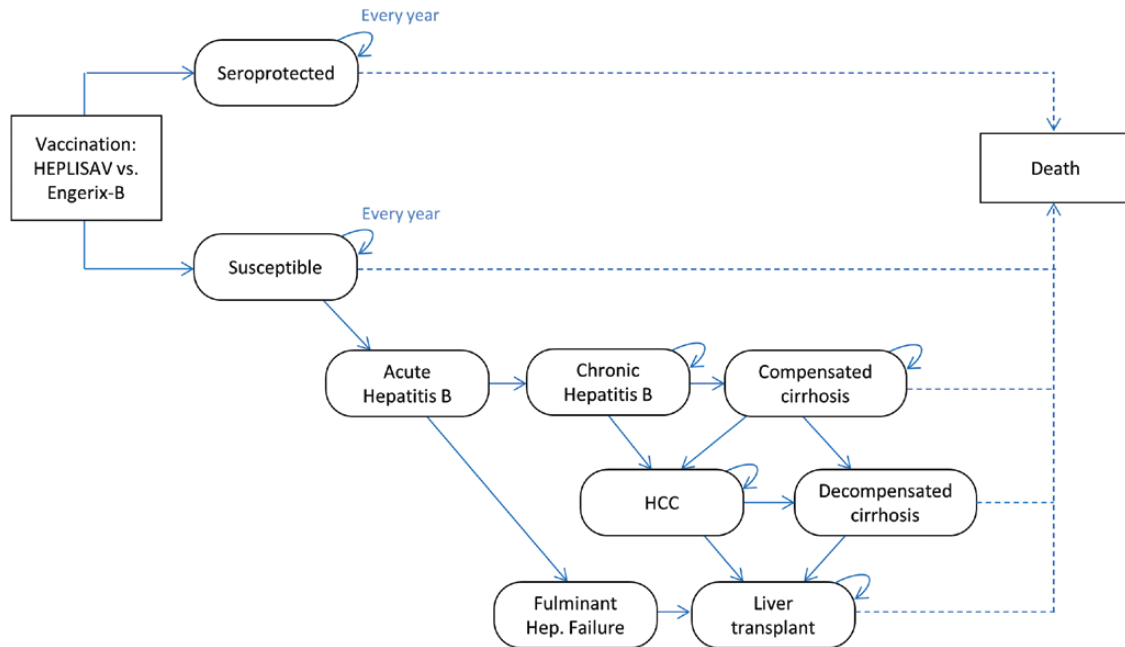 Every year
Seroprotected
Vaccination:
HEPLISAV vs.
Engerix-B
Death
Every year
Susceptible
Acute
Hepatitis B
Chronic
Hepatitis B
Compensated
cirrhosis
HCC
Decompensated
cirrhosis
Fulminant
Hep. Failure
Liver
transplant